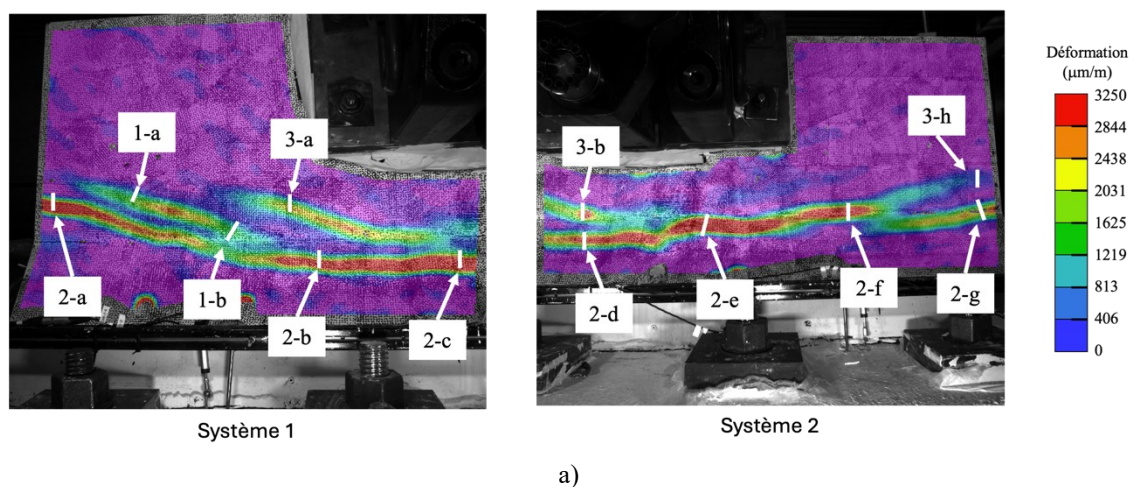 1-a
3-a
2-a
1-b
2-b
2-c
Système 1
3-b
3-h
2-d
2-e
2-f
2-g
Système 2
Déformation
(µm/m)
3250
2844
2438
2031
1625
1219
813
406
0
a)